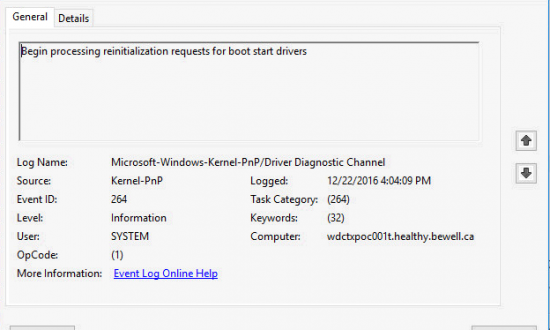 General Details
Begin processing reinitialization requests for boot start drivers
Log Name: Microsoft-Windows-Kernel-PnP/Driver Diagnostic Channel
Source: Kernel-PnP Logged: 12/22/2016 4:04:09 PM
Event ID: 264 Task Category: (264)
Level: Information Keywords: (32)
User: SYSTEM Computer: wdctxpoc001t.healthy.bewell.ca
OpCode: (1)
More Information: Event Log Online Help